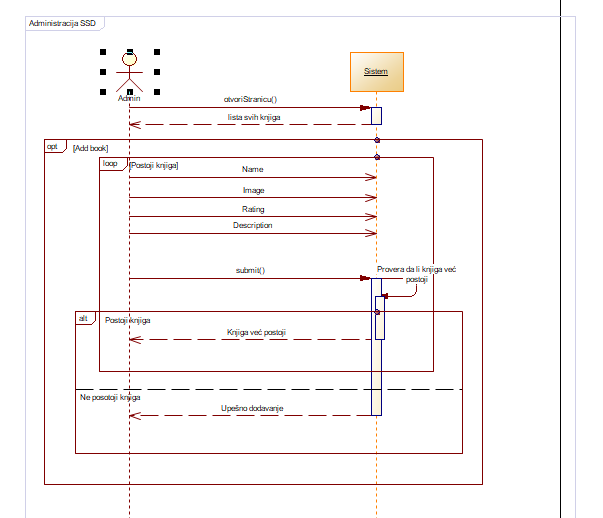 Administracija SSD
Sistem
Admin
otvoriStranicu()
lista svih knjiga
opt
[Add book]
loop
[Postoji knjiga]
Name
Image
Rating
Description
submit()
Provera da li knjiga već
postoji
alt
Postoji knjiga
Knjiga već postoji
Ne posotoji knjiga
Upešno dodavanje